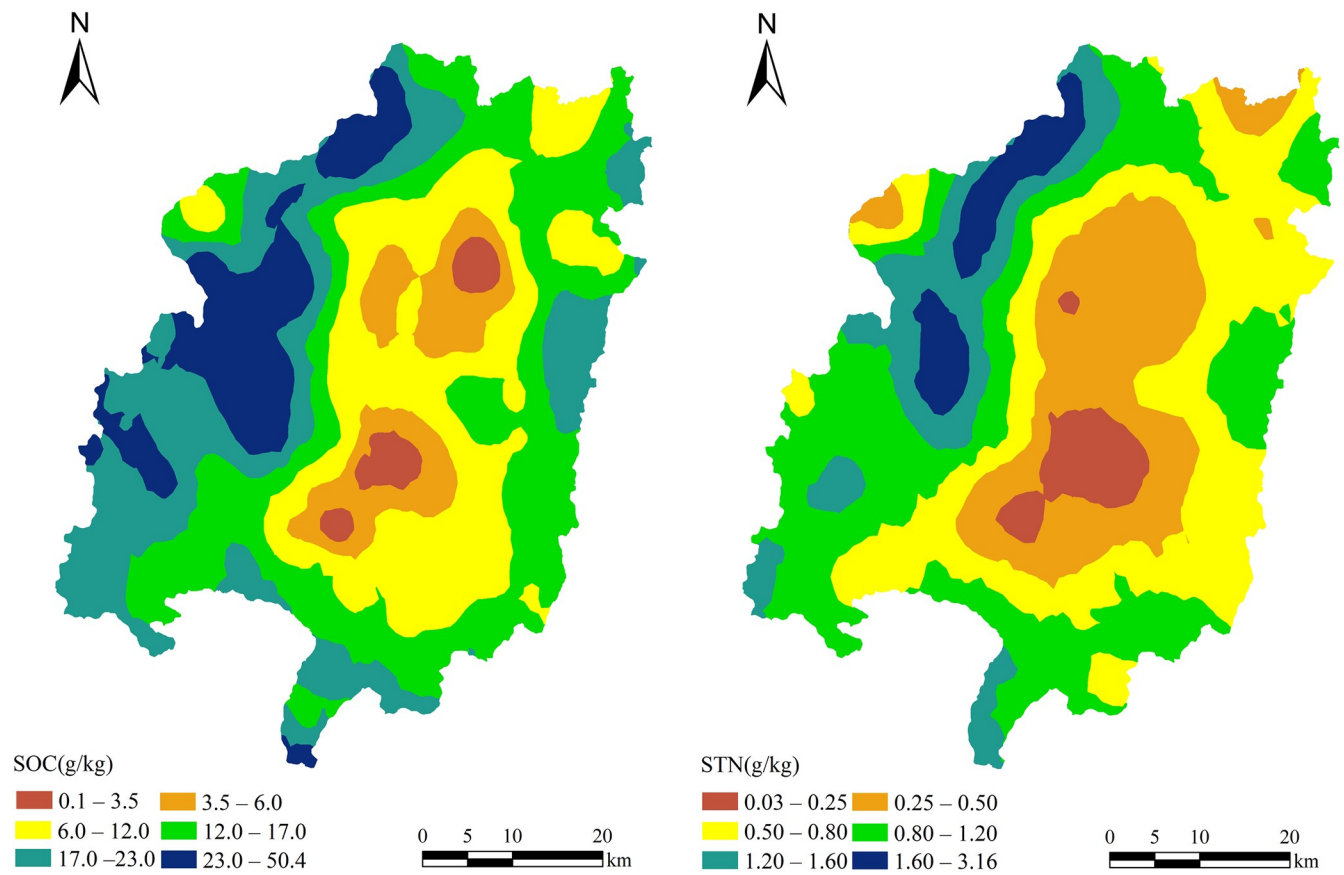 N
N
SOC(g/kg)
0.1 – 3.5 3.5 – 6.0
6.0 – 12.0 12.0 – 17.0
17.0 –23.0 23.0 – 50.4
0 5 10 20
km
STN(g/kg)
0.03 – 0.25 0.25 – 0.50
0.50 – 0.80 0.80 – 1.20
1.20 – 1.60 1.60 – 3.16
0 5 10 20
km